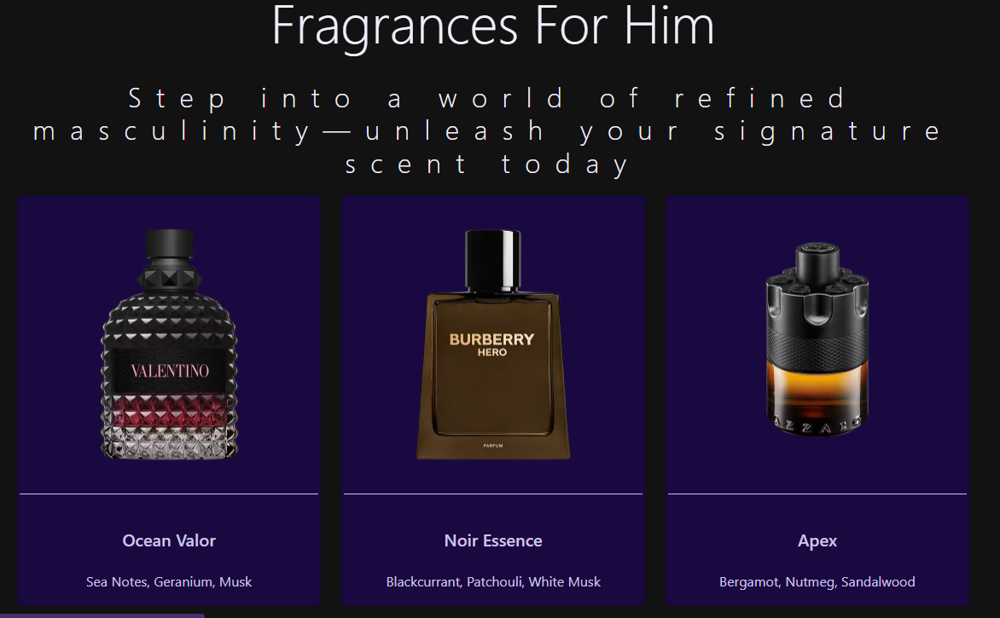 Fragrances For Him
Step into a world of refined
masculinity—unleash your signature
scent today
VALENTINO
BURBERRY
HERO
PARFUM
AZZARO
Ocean Valor
Noir Essence
Apex
Sea Notes, Geranium, Musk
Blackcurrant, Patchouli, White Musk
Bergamot, Nutmeg, Sandalwood